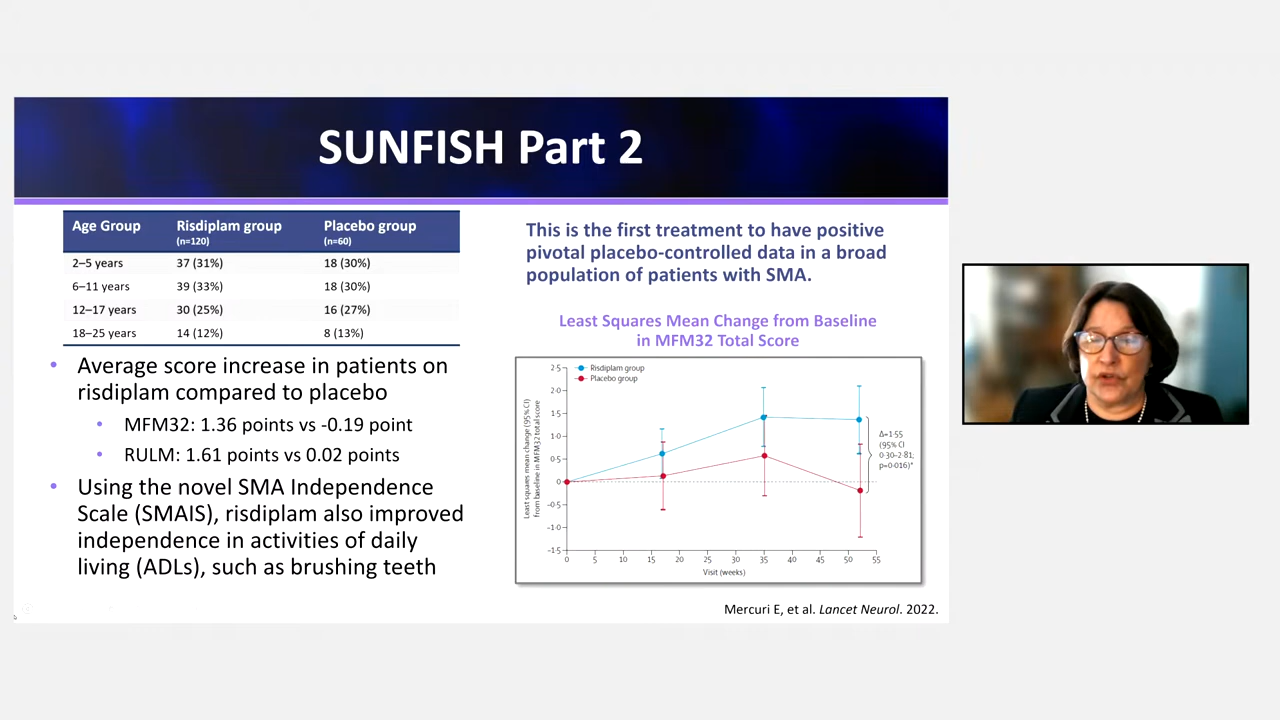 SUNFISH Part 2
Age Group Risdiplam group Placebo group
(n=120) (n=60)
2–5 years 37 (31%) 18 (30%)
6–11 years 39 (33%) 18 (30%)
12–17 years 30 (25%) 16 (27%)
18–25 years 14 (12%) 8 (13%)
• Average score increase in patients on
risdiplam compared to placebo
• MFM32: 1.36 points vs -0.19 point
• RULM: 1.61 points vs 0.02 points
• Using the novel SMA Independence
Scale (SMAIS), risdiplam also improved
independence in activities of daily
living (ADLs), such as brushing teeth
This is the first treatment to have positive
pivotal placebo-controlled data in a broad
population of patients with SMA.
Least Squares Mean Change from Baseline
in MFM32 Total Score
Risdiplam group
Placebo group
Least squares mean change (95% CI)
from baseline in MFM32 total score
2·5
2·0
1·5
1·0
0·5
0
–0·5
–1·0
–1·5
0 5 10 15 20 25 30 35 40 45 50 55
Visit (weeks)
Δ=1·55
(95% CI
0·30–2·81;
p=0·016)*
Mercuri E, et al. Lancet Neurol. 2022.